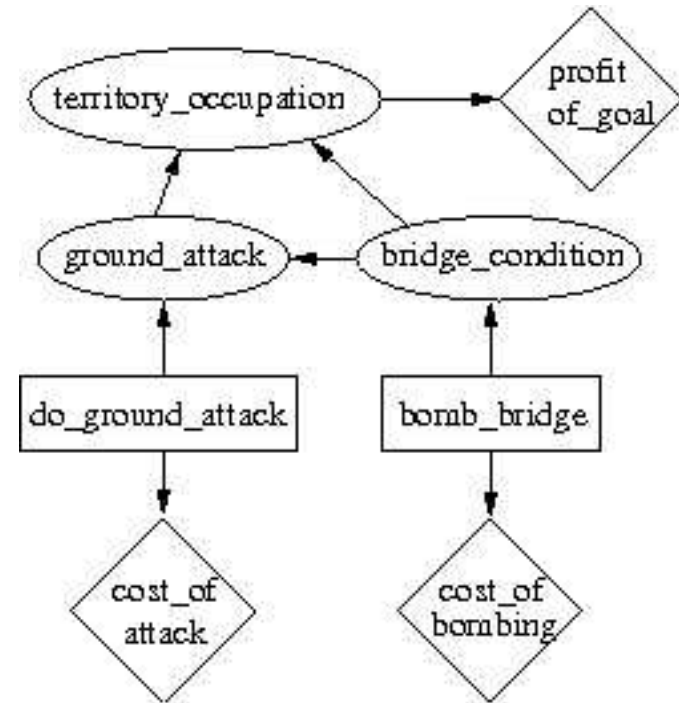 profit
of_goal
territory_occupation
ground_attack
bridge_condition
do_ground_attack
bomb_bridge
cost_of
attack
cost_of
bombing